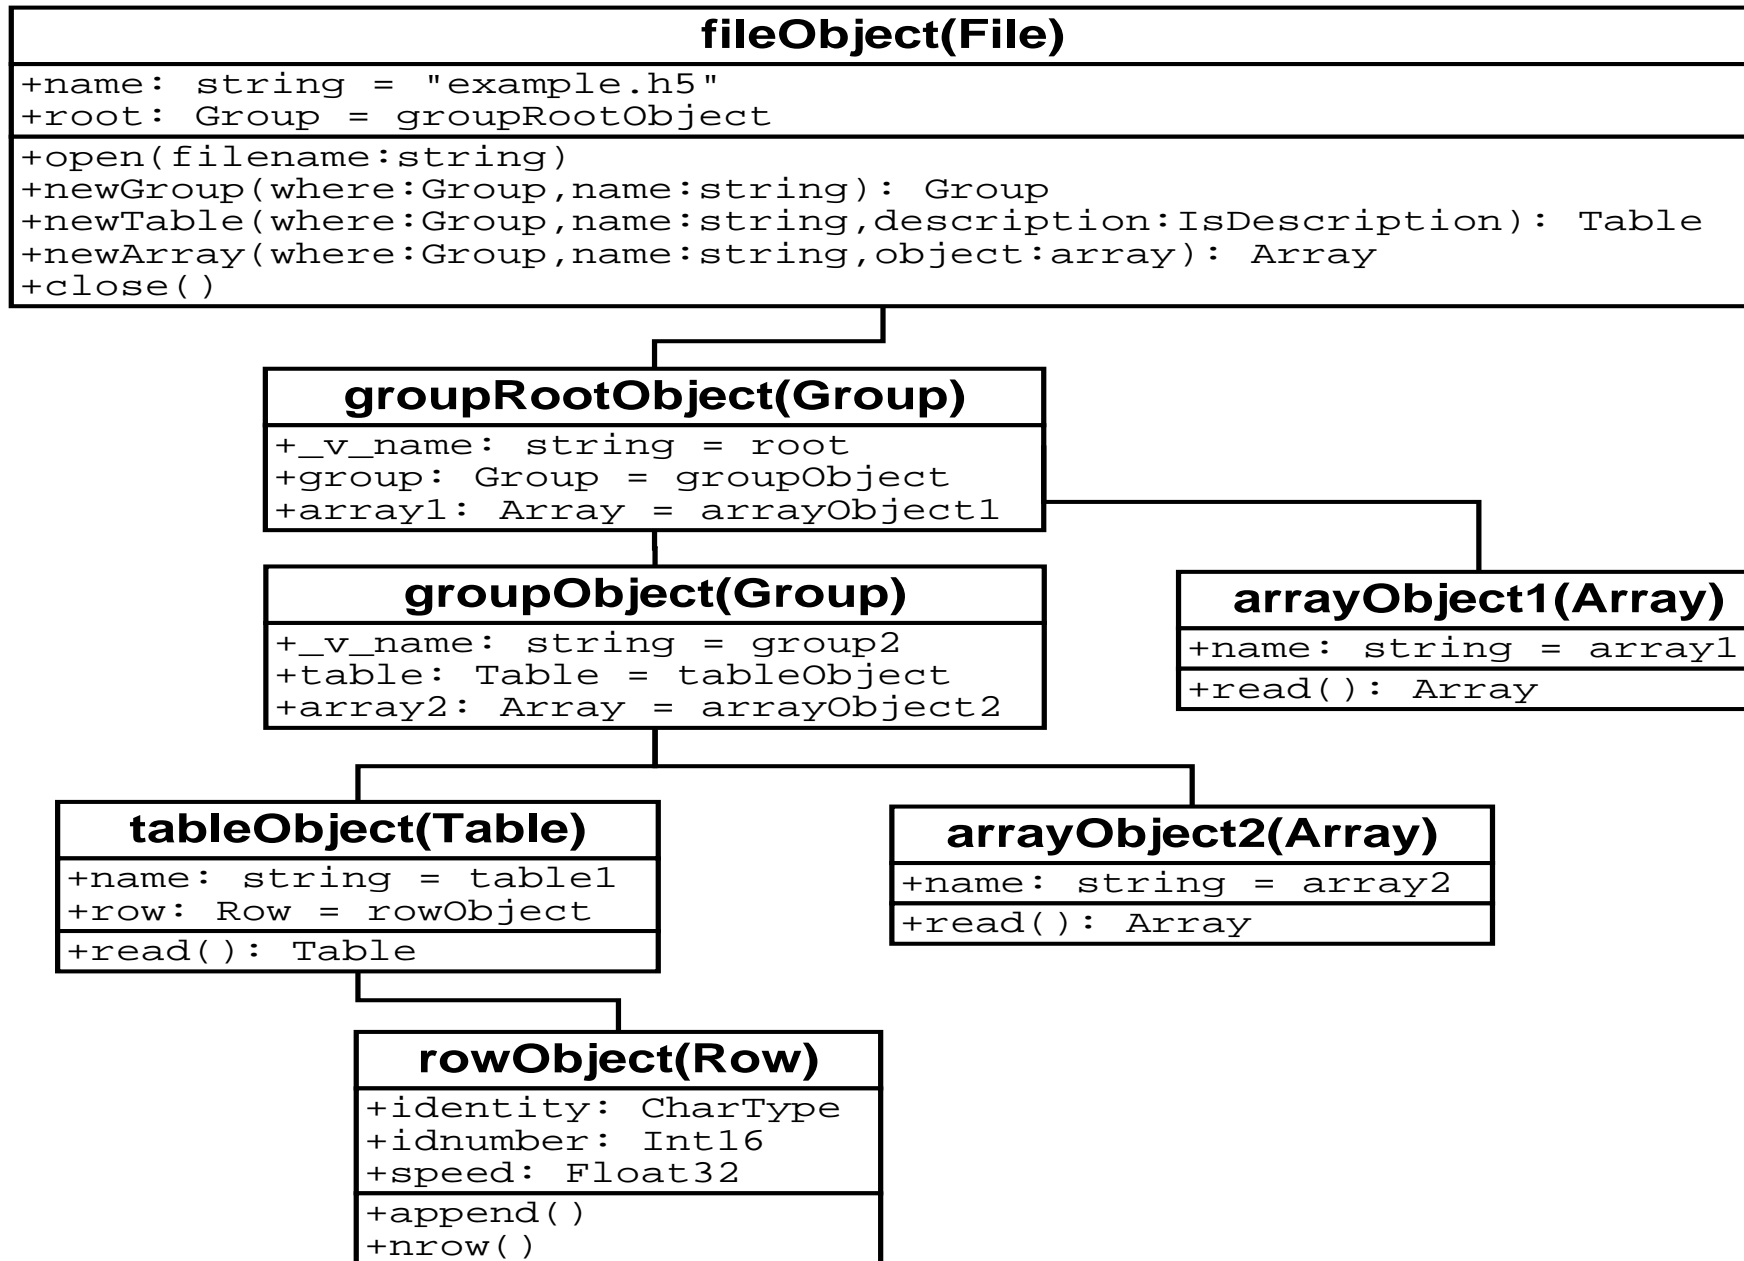 fileObject(File)
+name: string = "example.h5"
+root: Group = groupRootObject
+open(filename:string)
+newGroup(where:Group,name:string): Group
+newTable(where:Group,name:string,description:IsDescription): Table
+newArray(where:Group,name:string,object:array): Array
+close()
groupRootObject(Group)
+_v_name: string = root
+group: Group = groupObject
+array1: Array = arrayObject1
groupObject(Group)
+_v_name: string = group2
+table: Table = tableObject
+array2: Array = arrayObject2
arrayObject1(Array)
+name: string = array1
+read(): Array
tableObject(Table)
+name: string = table1
+row: Row = rowObject
+read(): Table
arrayObject2(Array)
+name: string = array2
+read(): Array
rowObject(Row)
+identity: CharType
+idnumber: Int16
+speed: Float32
+append()
+nrow()